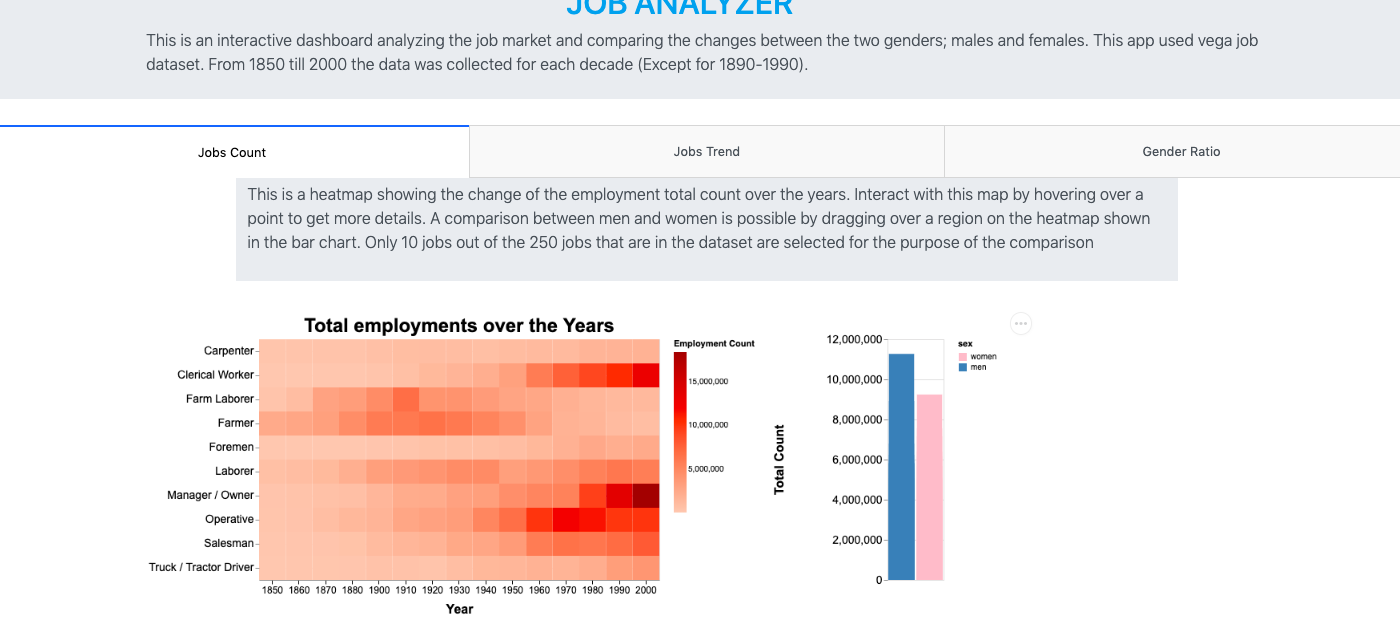 JOB ANALYZER
This is an interactive dashboard analyzing the job market and comparing the changes between the two genders; males and females. This app used vega job
dataset. From 1850 till 2000 the data was collected for each decade (Except for 1890-1990).
Jobs Count
Jobs Trend
Gender Ratio
This is a heatmap showing the change of the employment total count over the years. Interact with this map by hovering over a
point to get more details. A comparison between men and women is possible by dragging over a region on the heatmap shown
in the bar chart. Only 10 jobs out of the 250 jobs that are in the dataset are selected for the purpose of the comparison
Total employments over the Years
Carpenter
Clerical Worker
Farm Laborer
Farmer
Foremen
Laborer
Manager / Owner
Operative
Salesman
Truck / Tractor Driver
1850 1860 1870 1880 1900 1910 1920 1930 1940 1950 1960 1970 1980 1990 2000
Year
Employment Count
15,000,000
10,000,000
5,000,000
Total Count
12,000,000
10,000,000
8,000,000
6,000,000
4,000,000
2,000,000
0
sex
women
men